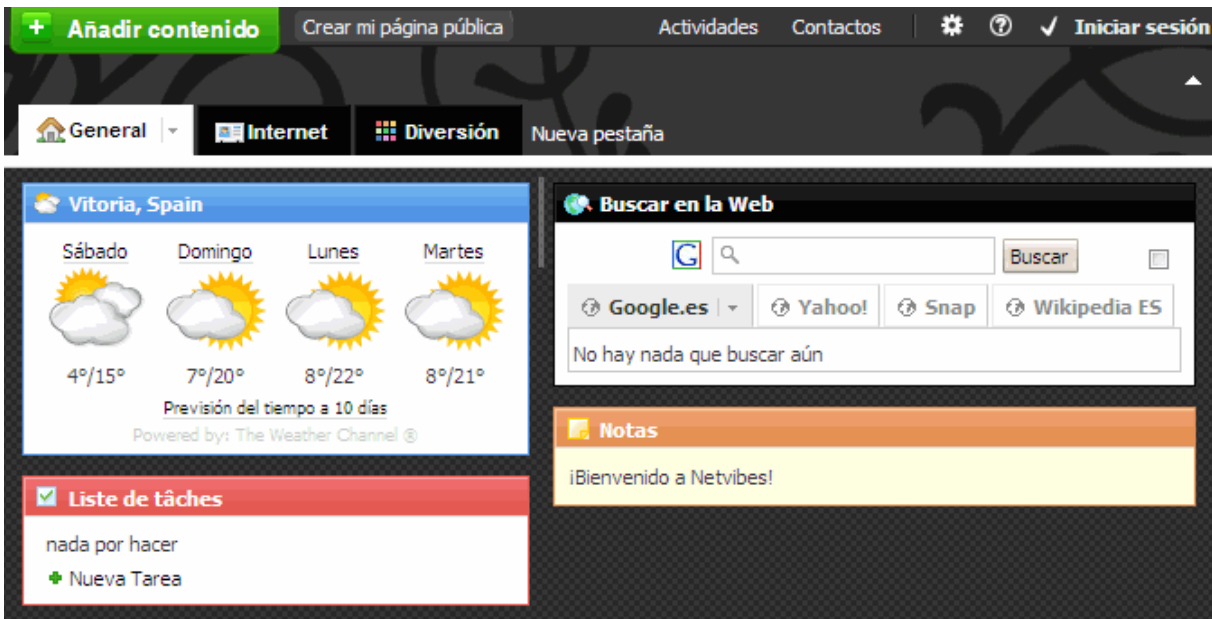 Añadir contenido
Crear mi página pública
Actividades
Contactos
Iniciar sesión
General
Internet
Diversión
Nueva pestaña
Vitoria, Spain
Sábado Domingo Lunes Martes
4°/15° 7°/20° 8°/22° 8°/21°
Previsión del tiempo a 10 días
Powered by: The Weather Channel ®
Liste de tâches
nada por hacer
Nueva Tarea
Buscar en la Web
G
Buscar
Google.es
Yahoo!
Snap
Wikipedia ES
No hay nada que buscar aún
Notas
¡Bienvenido a Netvibes!